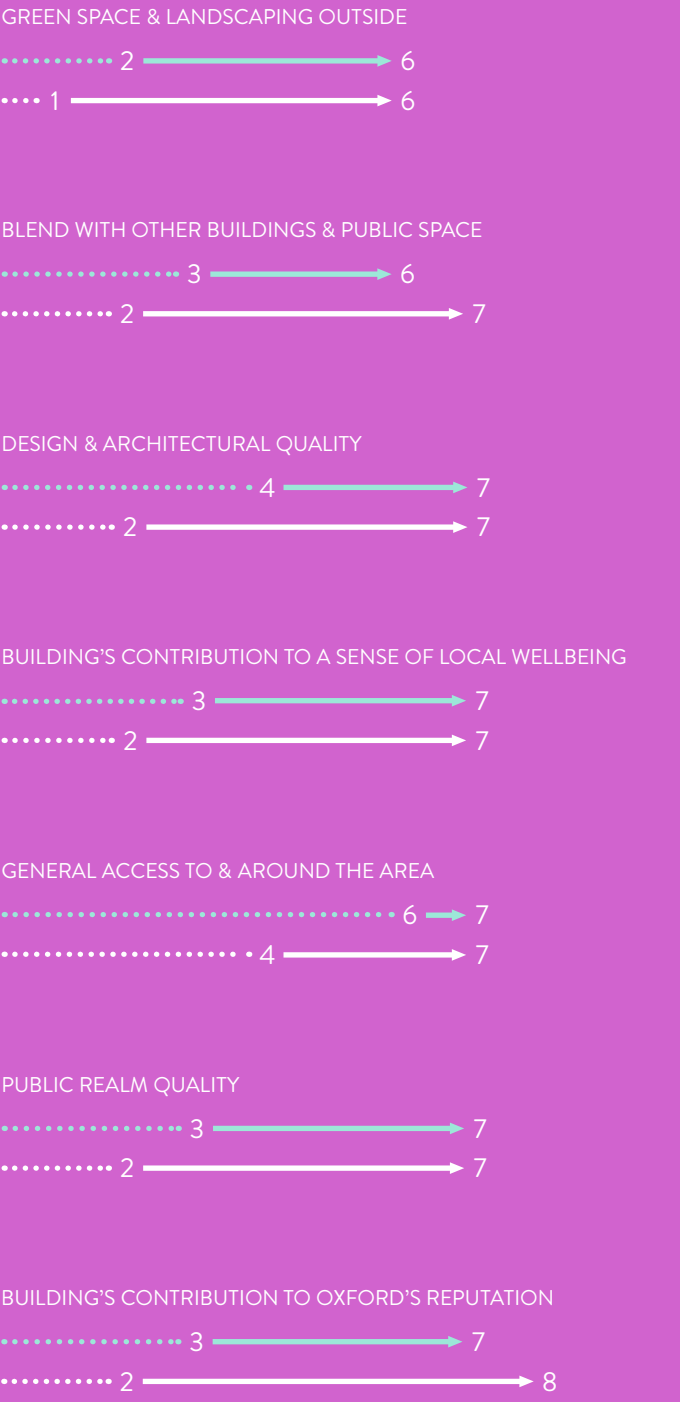 GREEN SPACE & LANDSCAPING OUTSIDE
2 6
1 6
BLEND WITH OTHER BUILDINGS & PUBLIC SPACE
3 6
2 7
DESIGN & ARCHITECTURAL QUALITY
4 7
2 7
BUILDING’S CONTRIBUTION TO A SENSE OF LOCAL WELLBEING
3 7
2 7
GENERAL ACCESS TO & AROUND THE AREA
6 7
4 7
PUBLIC REALM QUALITY
3 7
2 7
BUILDING’S CONTRIBUTION TO OXFORD’S REPUTATION
3 7
2 8